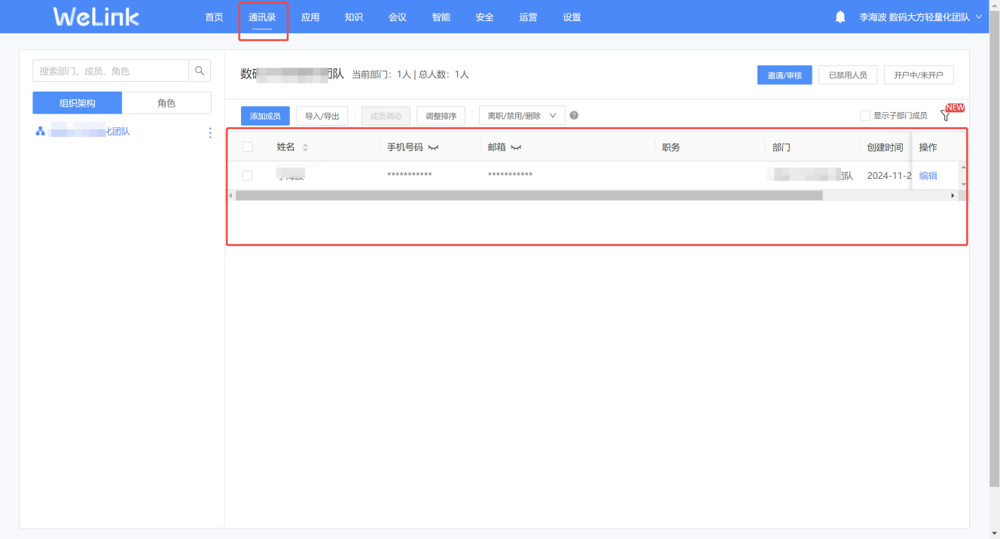 WeLink 首页 通讯录 应用 知识 会议 智能 安全 运营 设置 李海波 数码大方轻量化团队
搜索部门、成员、角色
组织架构 角色
化团队
数 团队 当前部门：1人 | 总人数：1人 邀请/审核 已禁用人员 开户中/未开户
添加成员 导入/导出 成员调动 调整排序 离职/禁用/删除 显示子部门成员 NEW
姓名 手机号码 邮箱 职务 部门 创建时间 操作
*********** *********** 队 2024-11-2 编辑